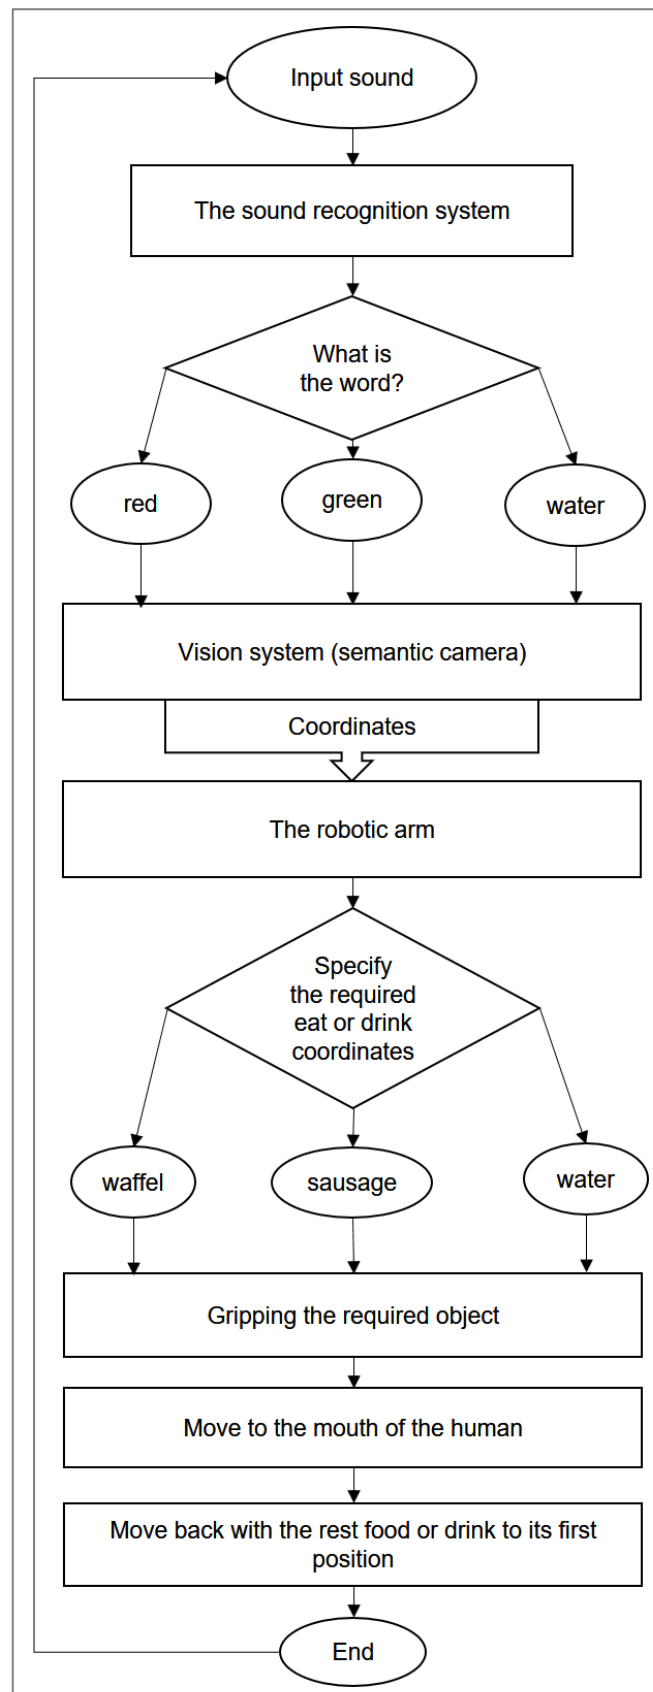 Input sound
The sound recognition system
What is
the word?
red
green
water
Vision system (semantic camera)
Coordinates
The robotic arm
Specify
the required
eat or drink
coordinates
waffel
sausage
water
Gripping the required object
Move to the mouth of the human
Move back with the rest food or drink to its first
position
End